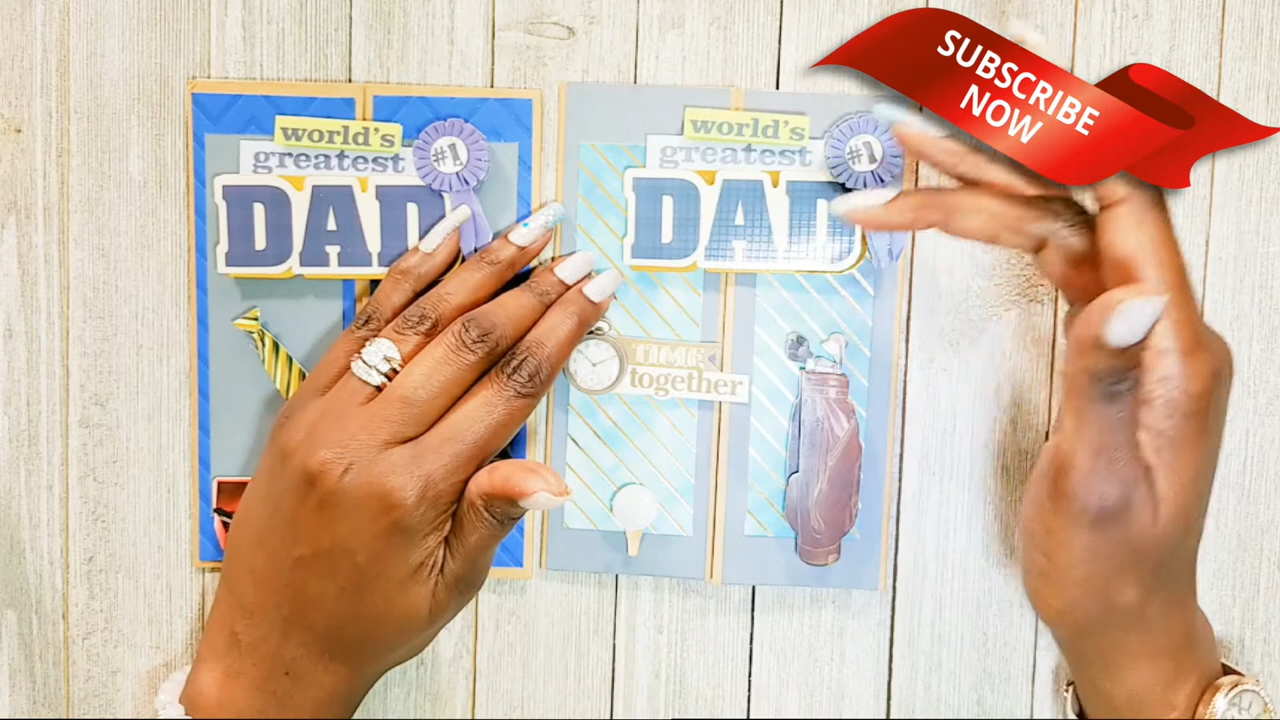 SUBSCRIBE
NOW
world's
greatest
#1
DAD
world's
greatest
#1
DAD
TIME
together